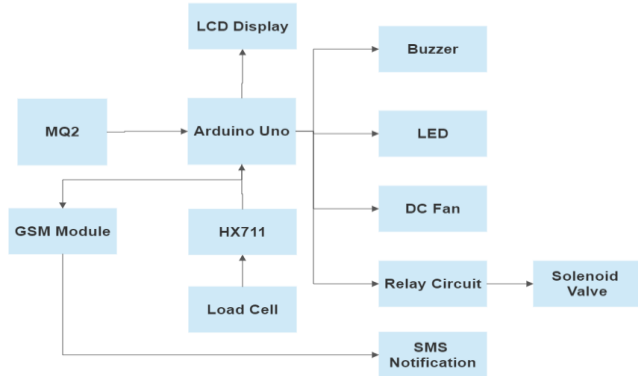 LCD Display
Buzzer
MQ2
Arduino Uno
LED
GSM Module
HX711
DC Fan
Load Cell
Relay Circuit
Solenoid
Valve
SMS
Notification